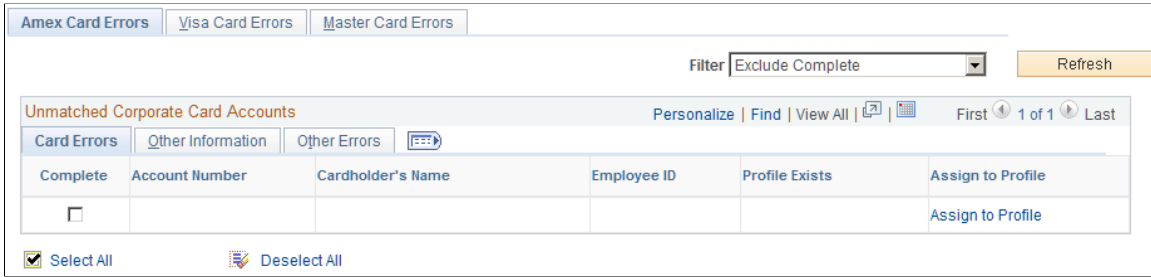 Amex Card Errors Visa Card Errors Master Card Errors
Filter Exclude Complete Refresh
Unmatched Corporate Card Accounts Personalize | Find | View All | | First 1 of 1 Last
Card Errors Other Information Other Errors
Complete Account Number Cardholder's Name Employee ID Profile Exists Assign to Profile
Assign to Profile
Select All Deselect All